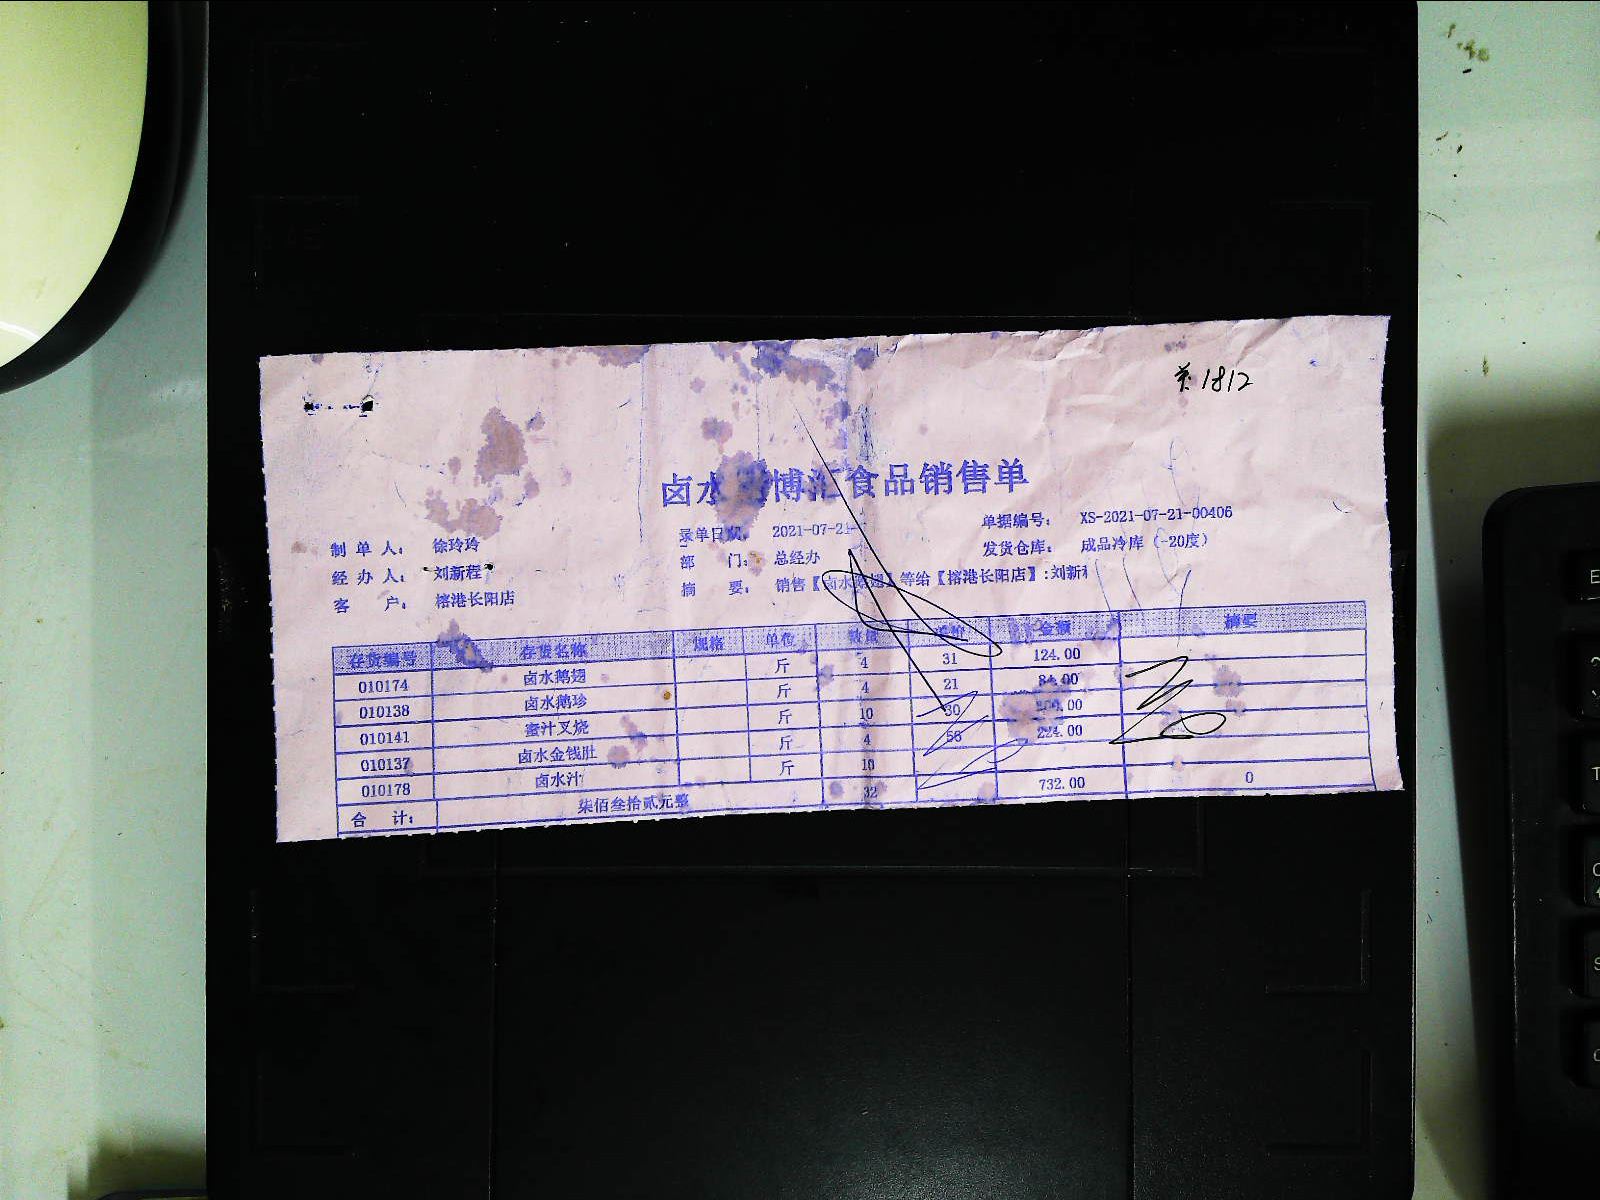 1812
卤水 博汇食品销售单
制单人: 徐玲玲
录单日期: 2021-07-21
单据编号: XS-2021-07-21-00406
经办人: 刘新程
部门: 总经办
发货仓库: 成品冷库(-20度)
客户: 榕港长阳店
摘要: 销售【卤水鹅翅】等给【榕港长阳店】:刘新程
存货编号 存货名称 规格 单位 数量 单价 金额 摘要
010174 卤水鹅翅 斤 4 31 124.00
010138 卤水鹅珍 斤 4 21 84.00
010141 蜜汁叉烧 斤 10 30 300.00
010137 卤水金钱肚 斤 4 56 224.00
010178 卤水汁 斤 10
合计: 柒佰叁拾贰元整 32 732.00 0